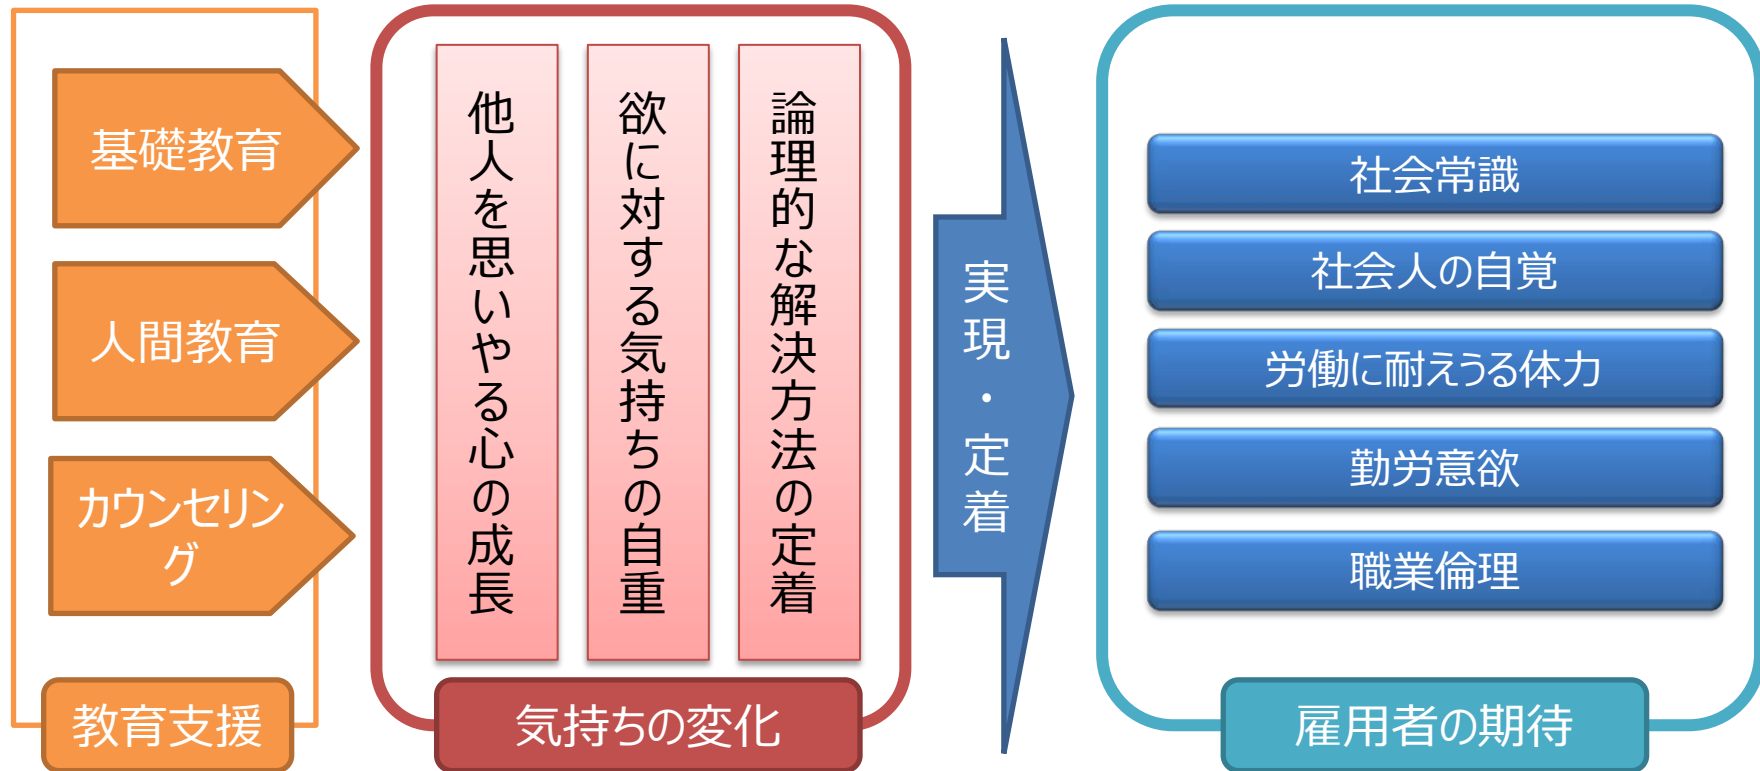 基礎教育
人間教育
カウンセリン
グ
教育支援
他人を思いやる心の成長
欲に対する気持ちの自重
論理的な解決方法の定着
気持ちの変化
実現・定着
社会常識
社会人の自覚
労働に耐えうる体力
勤労意欲
職業倫理
雇用者の期待